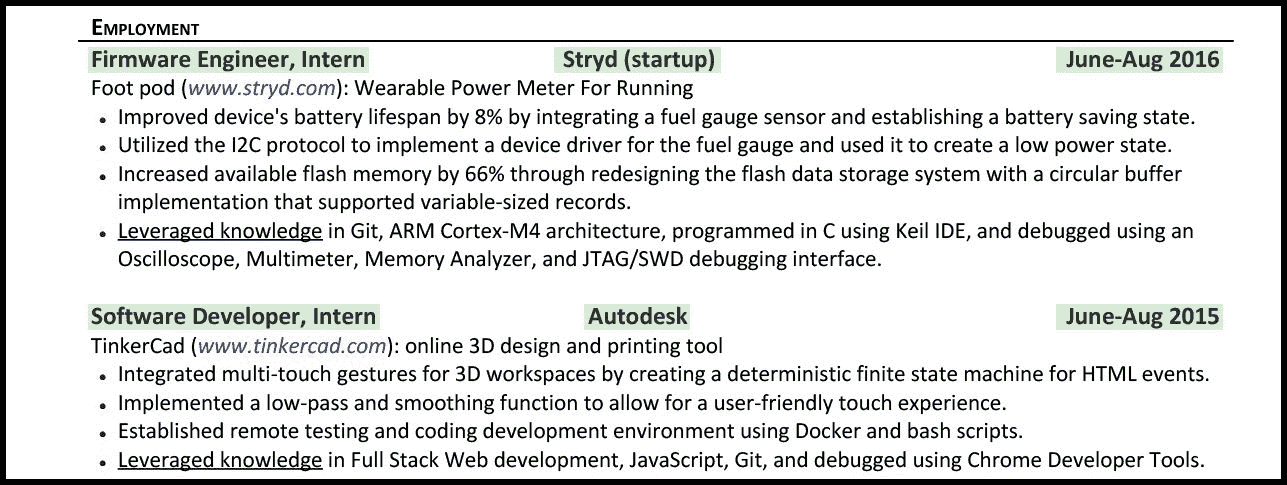 EMPLOYMENT
Firmware Engineer, Intern Stryd (startup) June-Aug 2016
Foot pod (www.stryd.com): Wearable Power Meter For Running
• Improved device's battery lifespan by 8% by integrating a fuel gauge sensor and establishing a battery saving state.
• Utilized the I2C protocol to implement a device driver for the fuel gauge and used it to create a low power state.
• Increased available flash memory by 66% through redesigning the flash data storage system with a circular buffer
implementation that supported variable-sized records.
• Leveraged knowledge in Git, ARM Cortex-M4 architecture, programmed in C using Keil IDE, and debugged using an
Oscilloscope, Multimeter, Memory Analyzer, and JTAG/SWD debugging interface.
Software Developer, Intern Autodesk June-Aug 2015
TinkerCad (www.tinkercad.com): online 3D design and printing tool
• Integrated multi-touch gestures for 3D workspaces by creating a deterministic finite state machine for HTML events.
• Implemented a low-pass and smoothing function to allow for a user-friendly touch experience.
• Established remote testing and coding development environment using Docker and bash scripts.
• Leveraged knowledge in Full Stack Web development, JavaScript, Git, and debugged using Chrome Developer Tools.